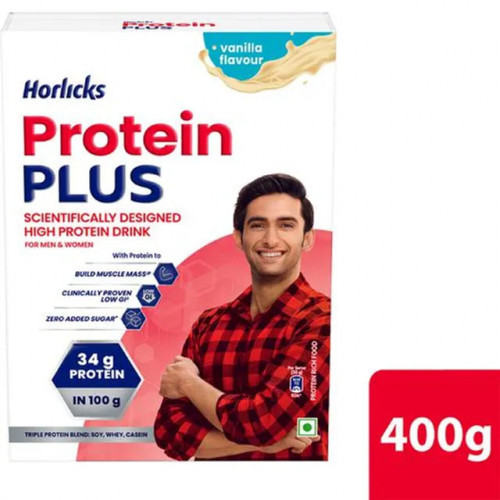 • vanilla
flavour
Horlicks
Protein
PLUS
SCIENTIFICALLY DESIGNED
HIGH PROTEIN DRINK
FOR MEN & WOMEN
With Protein to
BUILD MUSCLE MASS
CLINICALLY PROVEN
LOW GI
LOW
GI
ZERO ADDED SUGAR
34 g
PROTEIN
IN 100 g
TRIPLE PROTEIN BLEND: SOY, WHEY, CASEIN
PROTEIN RICH FOOD
400g